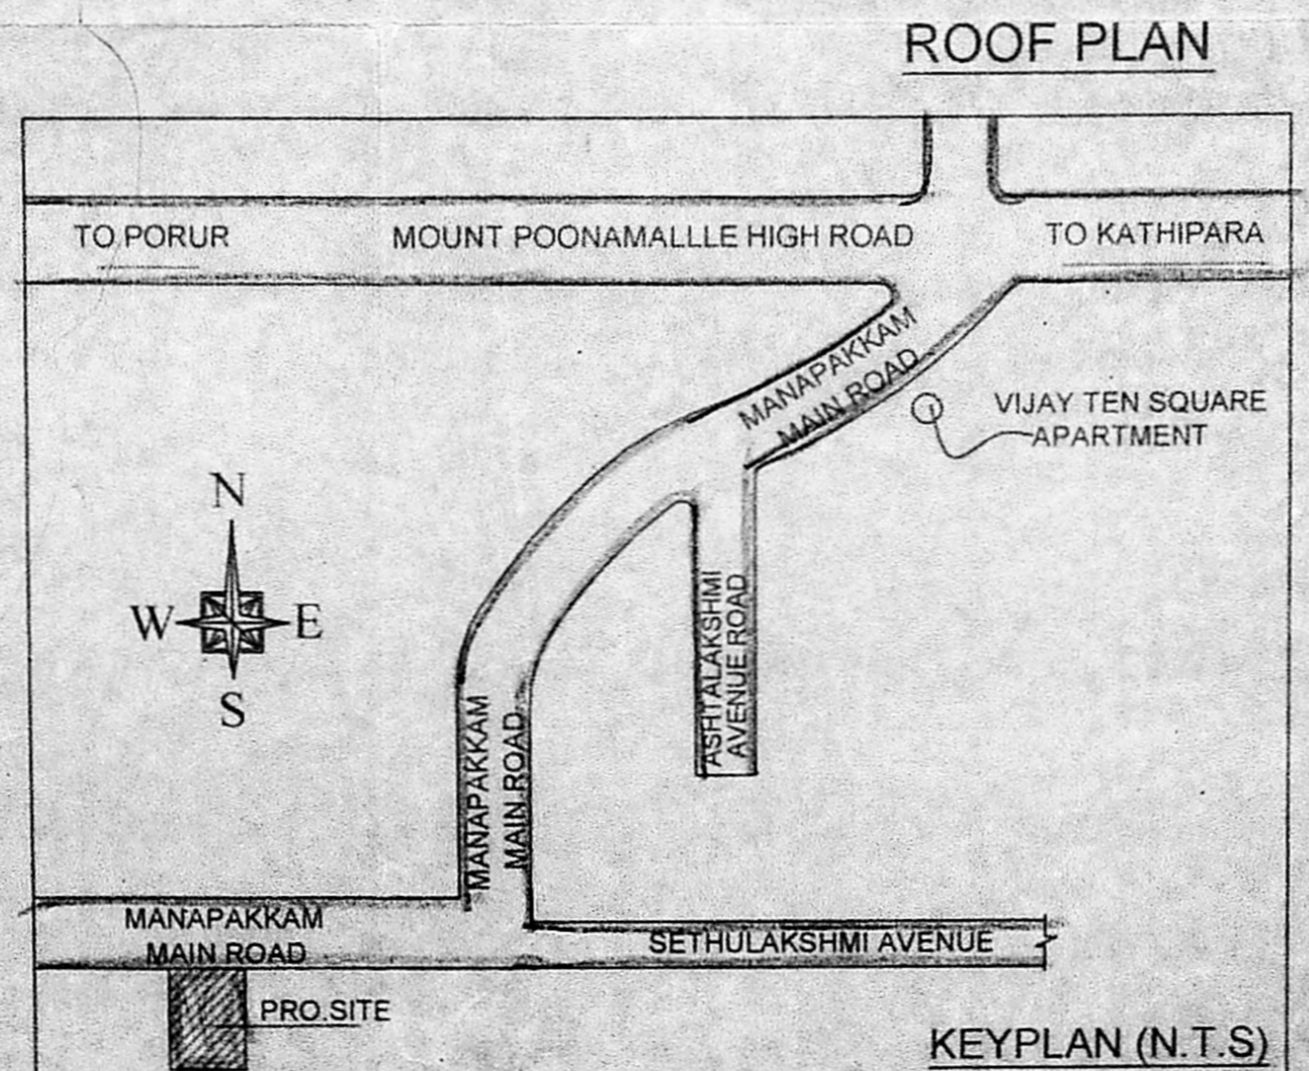 ROOF PLAN
TO PORUR
MOUNT POONAMALLLE HIGH ROAD
TO KATHIPARA
MANAPAKKAM
MAIN ROAD
VIJAY TEN SQUARE
APARTMENT
N
W E
S
ASHTALAKSHMI
AVENUE ROAD
MANAPAKKAM
MAIN ROAD
MANAPAKKAM
MAIN ROAD
SETHULAKSHMI AVENUE
PRO.SITE
KEYPLAN (N.T.S)